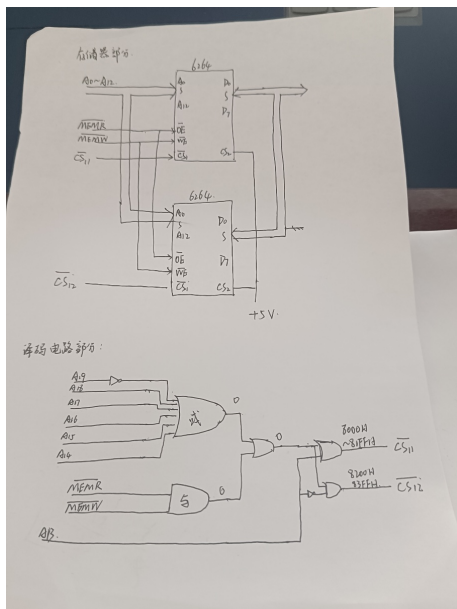 存储器部分.
6264
A0~A12
A0
S
A12
D0
S
D7
MEMR
OE
MEMW
WE
CS11
CS1
CS2
6264
A0
S
A12
D0
S
D7
OE
WE
CS12
CS1
CS2
+5V.
译码电路部分:
A19
A18
A17
A16
A15
A14
或
0
0
8000H
~81FFH
CS11
MEMR
MEMW
与
0
8200H
83FFH
CS12